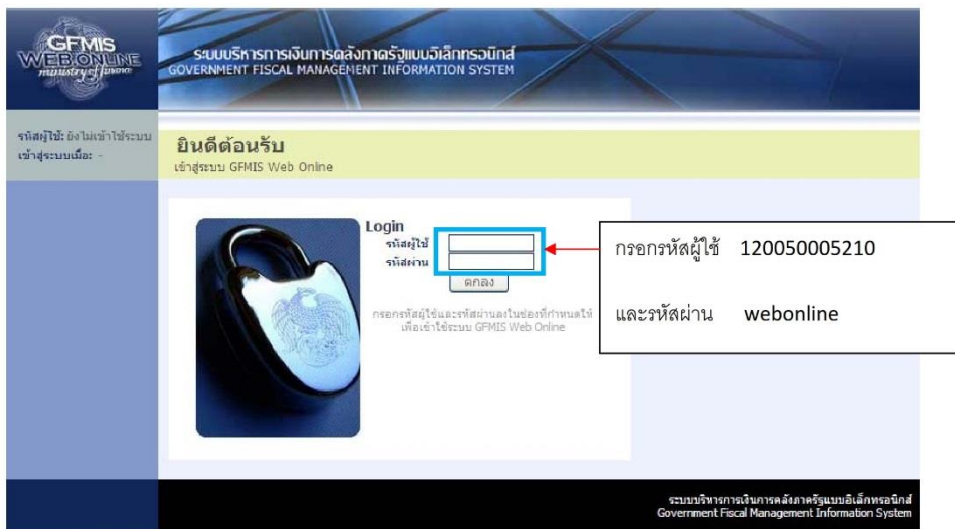 GFMIS
WEB ONLINE
ministry of finance
ระบบบริหารการเงินการคลังภาครัฐแบบอิเล็กทรอนิกส์
GOVERNMENT FISCAL MANAGEMENT INFORMATION SYSTEM
รหัสผู้ใช้: ยังไม่เข้าใช้ระบบ
เข้าสู่ระบบเมื่อ: -
ยินดีต้อนรับ
เข้าสู่ระบบ GFMIS Web Online
Login
รหัสผู้ใช้
รหัสผ่าน
ตกลง
กรอกรหัสผู้ใช้และรหัสผ่านลงในช่องที่กำหนดให้
เพื่อเข้าใช้ระบบ GFMIS Web Online
กรอกรหัสผู้ใช้ 120050005210
และรหัสผ่าน webonline
ระบบบริหารการเงินการคลังภาครัฐแบบอิเล็กทรอนิกส์
Government Fiscal Management Information System